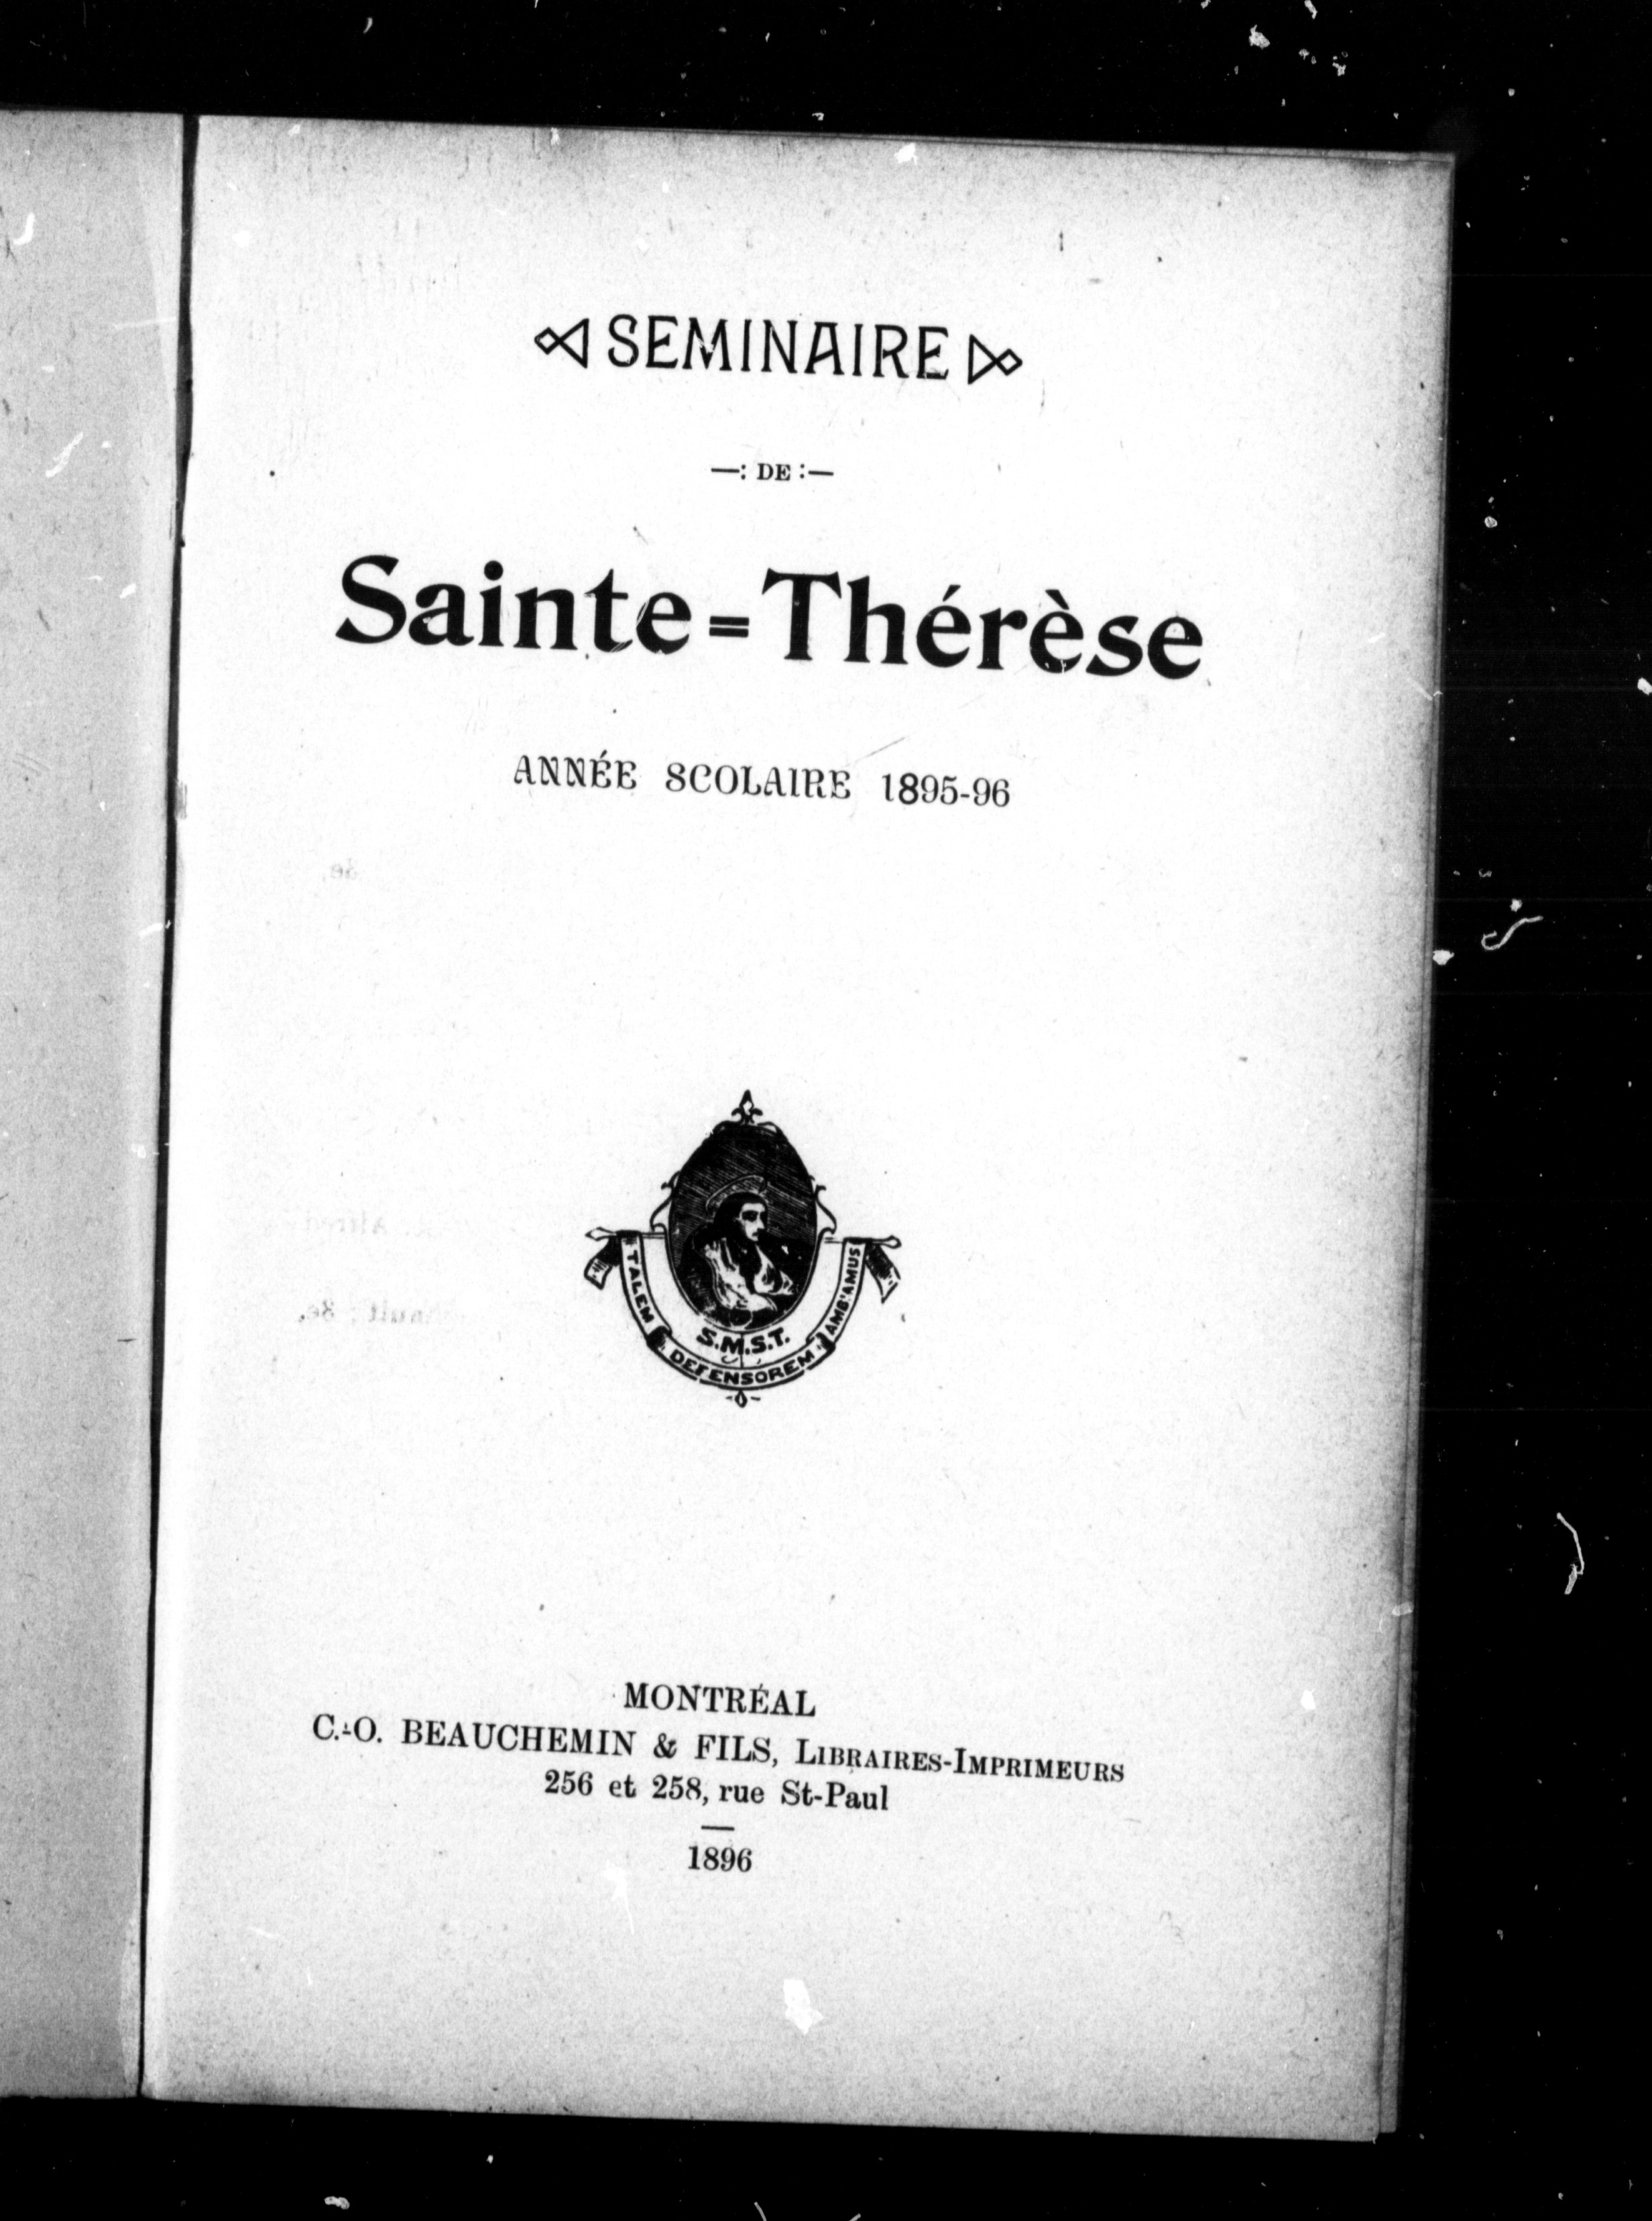 SEMINAIRE
—: DE :—
Sainte=Thérèse
ANNÉE SCOLAIRE 1895-96
TALEM DEFENSOREM AMBIAMUS
S.M.S.T.
MONTRÉAL
C.-O. BEAUCHEMIN & FILS, LIBRAIRES-IMPRIMEURS
256 et 258, rue St-Paul
1896